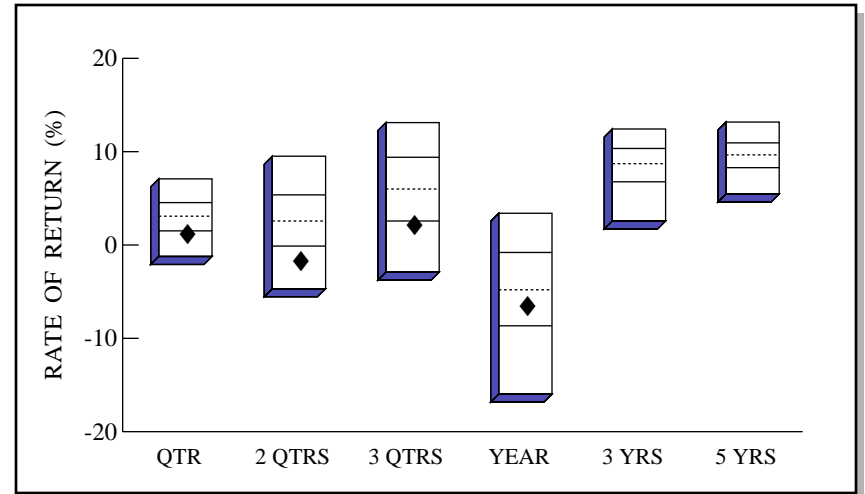 RATE OF RETURN (%)
20
10
0
-10
-20
QTR 2 QTRS 3 QTRS YEAR 3 YRS 5 YRS